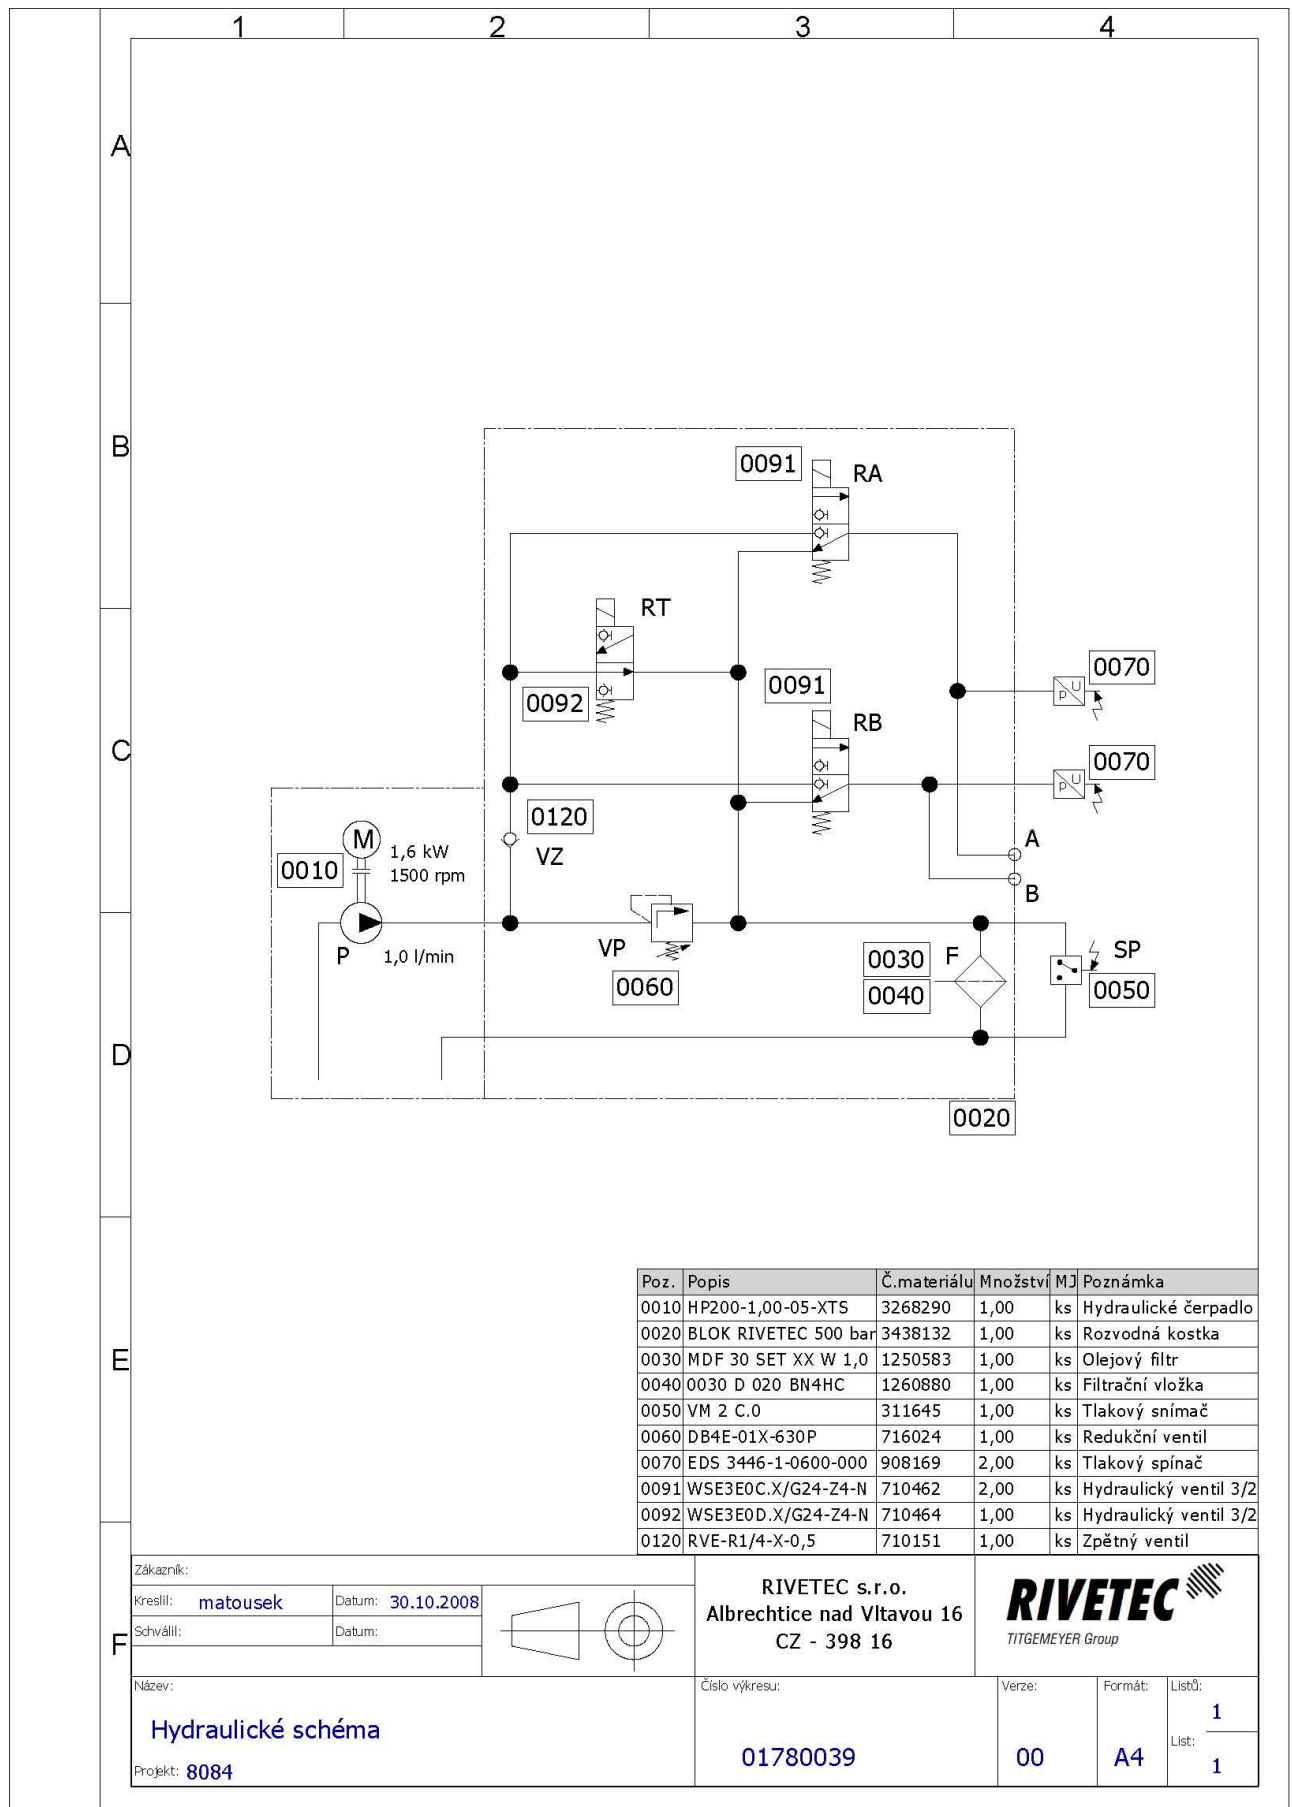 1 2 3 4
A
B
C
D
E
F
0091
RA
RT
0092
0091
RB
0070
0070
0120
VZ
A
B
M
1,6 kW
1500 rpm
0010
P
1,0 l/min
VP
0060
0030
0040
F
SP
0050
0020
p U
p U
Poz. Popis Č.materiálu Množství MJ Poznámka
0010 HP200-1,00-05-XTS 3268290 1,00 ks Hydraulické čerpadlo
0020 BLOK RIVETEC 500 bar 3438132 1,00 ks Rozvodná kostka
0030 MDF 30 SET XX W 1,0 1250583 1,00 ks Olejový filtr
0040 0030 D 020 BN4HC 1260880 1,00 ks Filtrační vložka
0050 VM 2 C.0 311645 1,00 ks Tlakový snímač
0060 DB4E-01X-630P 716024 1,00 ks Redukční ventil
0070 EDS 3446-1-0600-000 908169 2,00 ks Tlakový spínač
0091 WSE3E0C.X/G24-Z4-N 710462 2,00 ks Hydraulický ventil 3/2
0092 WSE3E0D.X/G24-Z4-N 710464 1,00 ks Hydraulický ventil 3/2
0120 RVE-R1/4-X-0,5 710151 1,00 ks Zpětný ventil
Zákazník:
Kreslil: matousek Datum: 30.10.2008
Schválil: Datum:
RIVETEC s.r.o.
Albrechtice nad Vltavou 16
CZ - 398 16
RIVETEC
TITGEMEYER Group
Název:
Hydraulické schéma
Projekt: 8084
Číslo výkresu:
01780039
Verze:
00
Formát:
A4
Listů:
1
List:
1